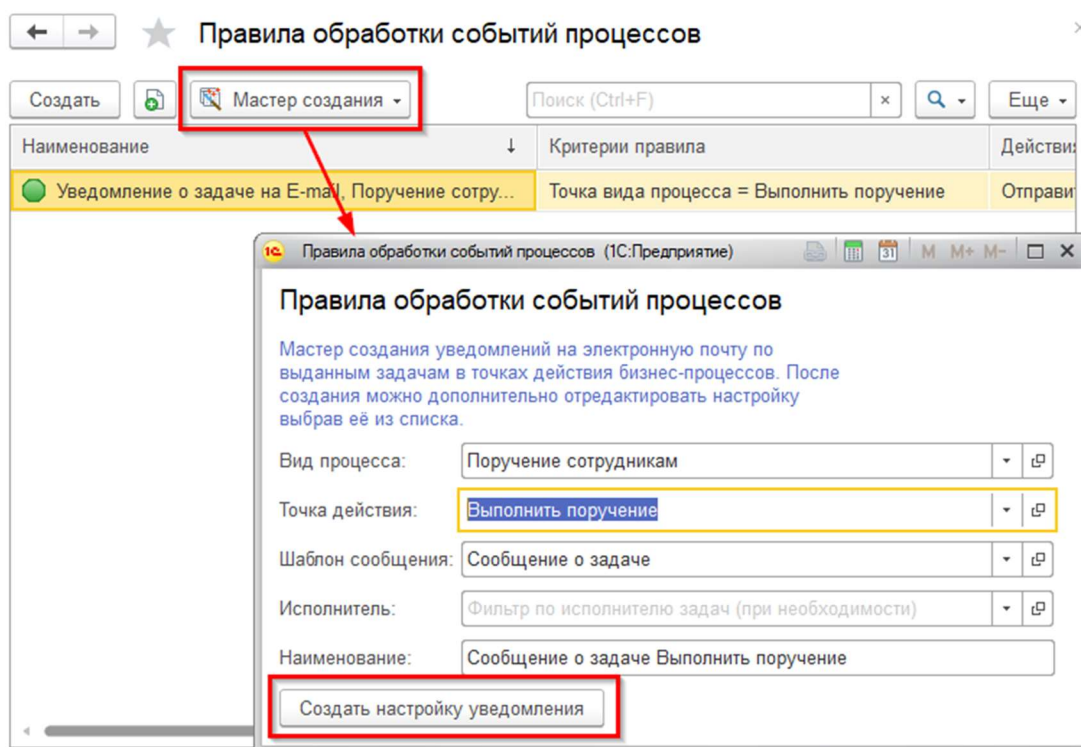 Правила обработки событий процессов
Создать Мастер создания Поиск (Ctrl+F) × Еще
Наименование ↓ Критерии правила
Уведомление о задаче на E-mail, Поручение сотру... Точка вида процесса = Выполнить поручение
1С Правила обработки событий процессов (1С:Предприятие) 31 M M+ M-
Правила обработки событий процессов
Мастер создания уведомлений на электронную почту по
выданным задачам в точках действия бизнес-процессов. После
создания можно дополнительно отредактировать настройку
выбрав её из списка.
Вид процесса: Поручение сотрудникам
Точка действия: Выполнить поручение
Шаблон сообщения: Сообщение о задаче
Исполнитель: Фильтр по исполнителю задач (при необходимости)
Наименование: Сообщение о задаче Выполнить поручение
Создать настройку уведомления